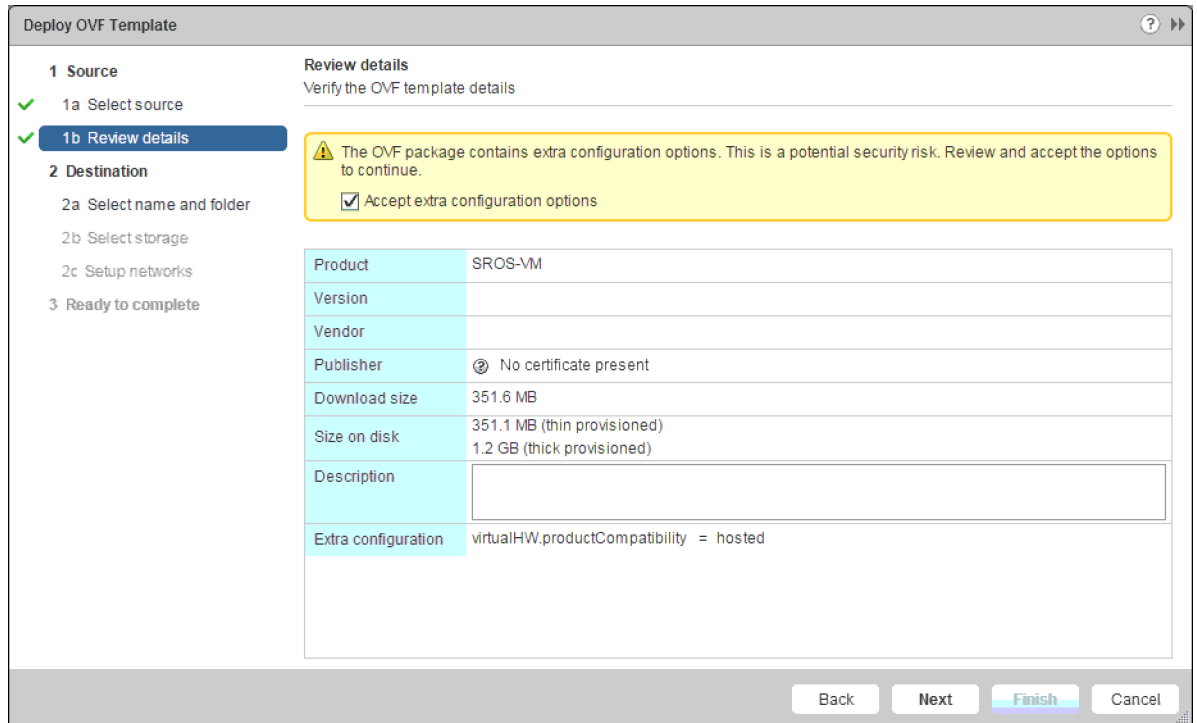 Deploy OVF Template
1 Source
1a Select source
1b Review details
2 Destination
2a Select name and folder
2b Select storage
2c Setup networks
3 Ready to complete
Review details
Verify the OVF template details
The OVF package contains extra configuration options. This is a potential security risk. Review and accept the options
to continue.
Accept extra configuration options
Product SROS-VM
Version
Vendor
Publisher No certificate present
Download size 351.6 MB
Size on disk 351.1 MB (thin provisioned)
1.2 GB (thick provisioned)
Description
Extra configuration virtualHW.productCompatibility = hosted
Back Next Finish Cancel